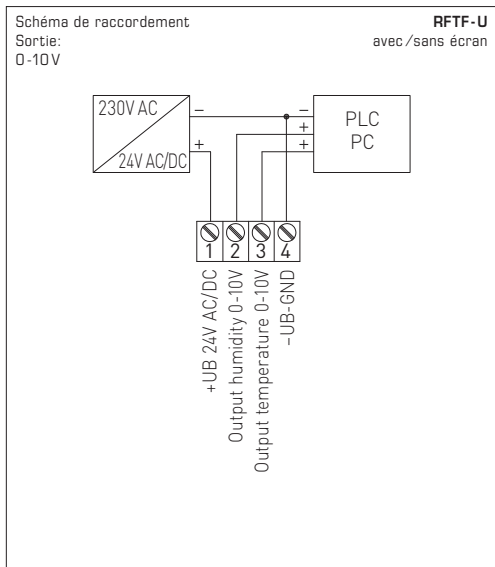 Schéma de raccordement
Sortie:
0-10 V
RFTF-U
avec/sans écran
230V AC
24V AC/DC
–
+
–
+
+
PLC
PC
1 2 3 4
+UB 24V AC/DC
Output humidity 0-10V
Output temperature 0-10V
-UB-GND